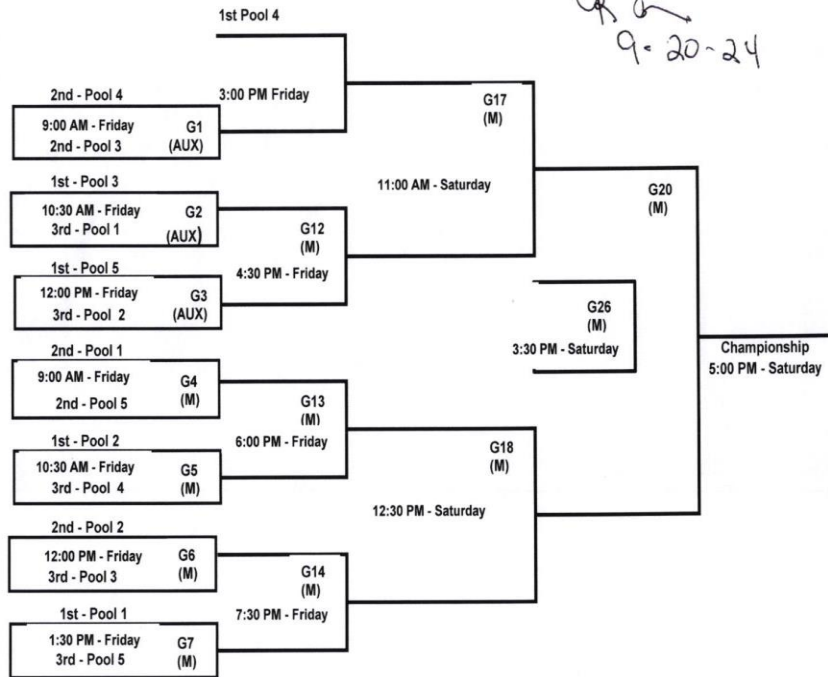 1st Pool 4
9-20-24
2nd - Pool 4
3:00 PM Friday
G17
(M)
9:00 AM - Friday
G1
2nd - Pool 3
(AUX)
1st - Pool 3
11:00 AM - Saturday
G20
(M)
10:30 AM - Friday
G2
3rd - Pool 1
(AUX)
G12
(M)
1st - Pool 5
4:30 PM - Friday
12:00 PM - Friday
G3
3rd - Pool 2
(AUX)
G26
(M)
3:30 PM - Saturday
2nd - Pool 1
Championship
5:00 PM - Saturday
9:00 AM - Friday
G4
2nd - Pool 5
(M)
G13
(M)
1st - Pool 2
6:00 PM - Friday
G18
(M)
10:30 AM - Friday
G5
3rd - Pool 4
(M)
12:30 PM - Saturday
2nd - Pool 2
12:00 PM - Friday
G6
3rd - Pool 3
(M)
G14
(M)
1st - Pool 1
7:30 PM - Friday
1:30 PM - Friday
G7
3rd - Pool 5
(M)